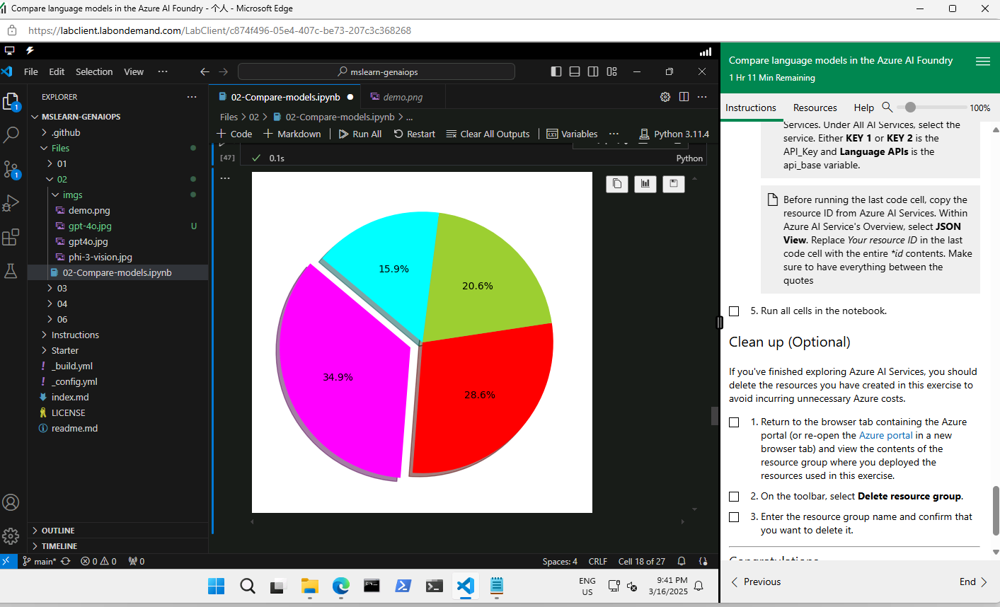 Compare language models in the Azure AI Foundry - 个人 - Microsoft Edge
https://labclient.labondemand.com/LabClient/c874f496-05e4-407c-be73-207c3c368268
File Edit Selection View ···
mslearn-genaiops
EXPLORER
MSLEARN-GENAIOPS
.github
Files
01
02
imgs
demo.png
gpt-4o.jpg U
gpt4o.jpg
phi-3-vision.jpg
02-Compare-models.ipynb
03
04
06
Instructions
Starter
_build.yml
_config.yml
index.md
LICENSE
readme.md
OUTLINE
TIMELINE
02-Compare-models.ipynb
demo.png
Files > 02 > 02-Compare-models.ipynb > ...
Code Markdown Run All Restart Clear All Outputs Variables ··· Python 3.11.4
[47] 0.1s Python
15.9%
20.6%
34.9%
28.6%
main* 0 0 0 Spaces: 4 CRLF Cell 18 of 27
ENG
US
9:41 PM
3/16/2025
Compare language models in the Azure AI Foundry
1 Hr 11 Min Remaining
Instructions Resources Help 100%
Services. Under All AI Services, select the
service. Either KEY 1 or KEY 2 is the
API_Key and Language APIs is the
api_base variable.
Before running the last code cell, copy the
resource ID from Azure AI Services. Within
Azure AI Service's Overview, select JSON
View. Replace Your resource ID in the last
code cell with the entire *id contents. Make
sure to have everything between the
quotes
5. Run all cells in the notebook.
Clean up (Optional)
If you've finished exploring Azure AI Services, you should
delete the resources you have created in this exercise to
avoid incurring unnecessary Azure costs.
1. Return to the browser tab containing the Azure
portal (or re-open the Azure portal in a new
browser tab) and view the contents of the
resource group where you deployed the
resources used in this exercise.
2. On the toolbar, select Delete resource group.
3. Enter the resource group name and confirm that
you want to delete it.
Congratulations
Previous End